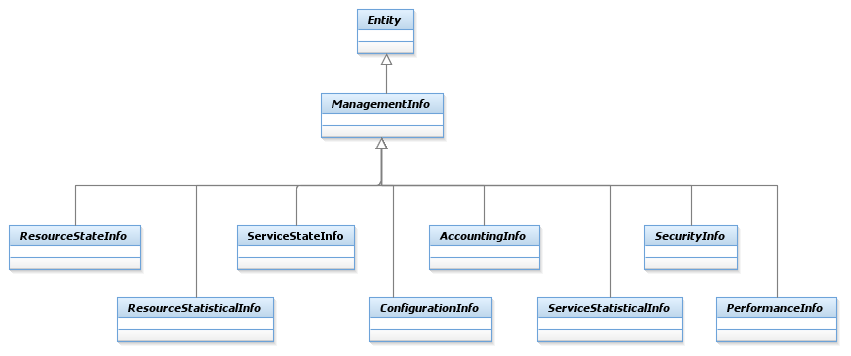 Entity
ManagementInfo
ResourceStateInfo
ServiceStateInfo
AccountingInfo
SecurityInfo
ResourceStatisticalInfo
ConfigurationInfo
ServiceStatisticalInfo
PerformanceInfo